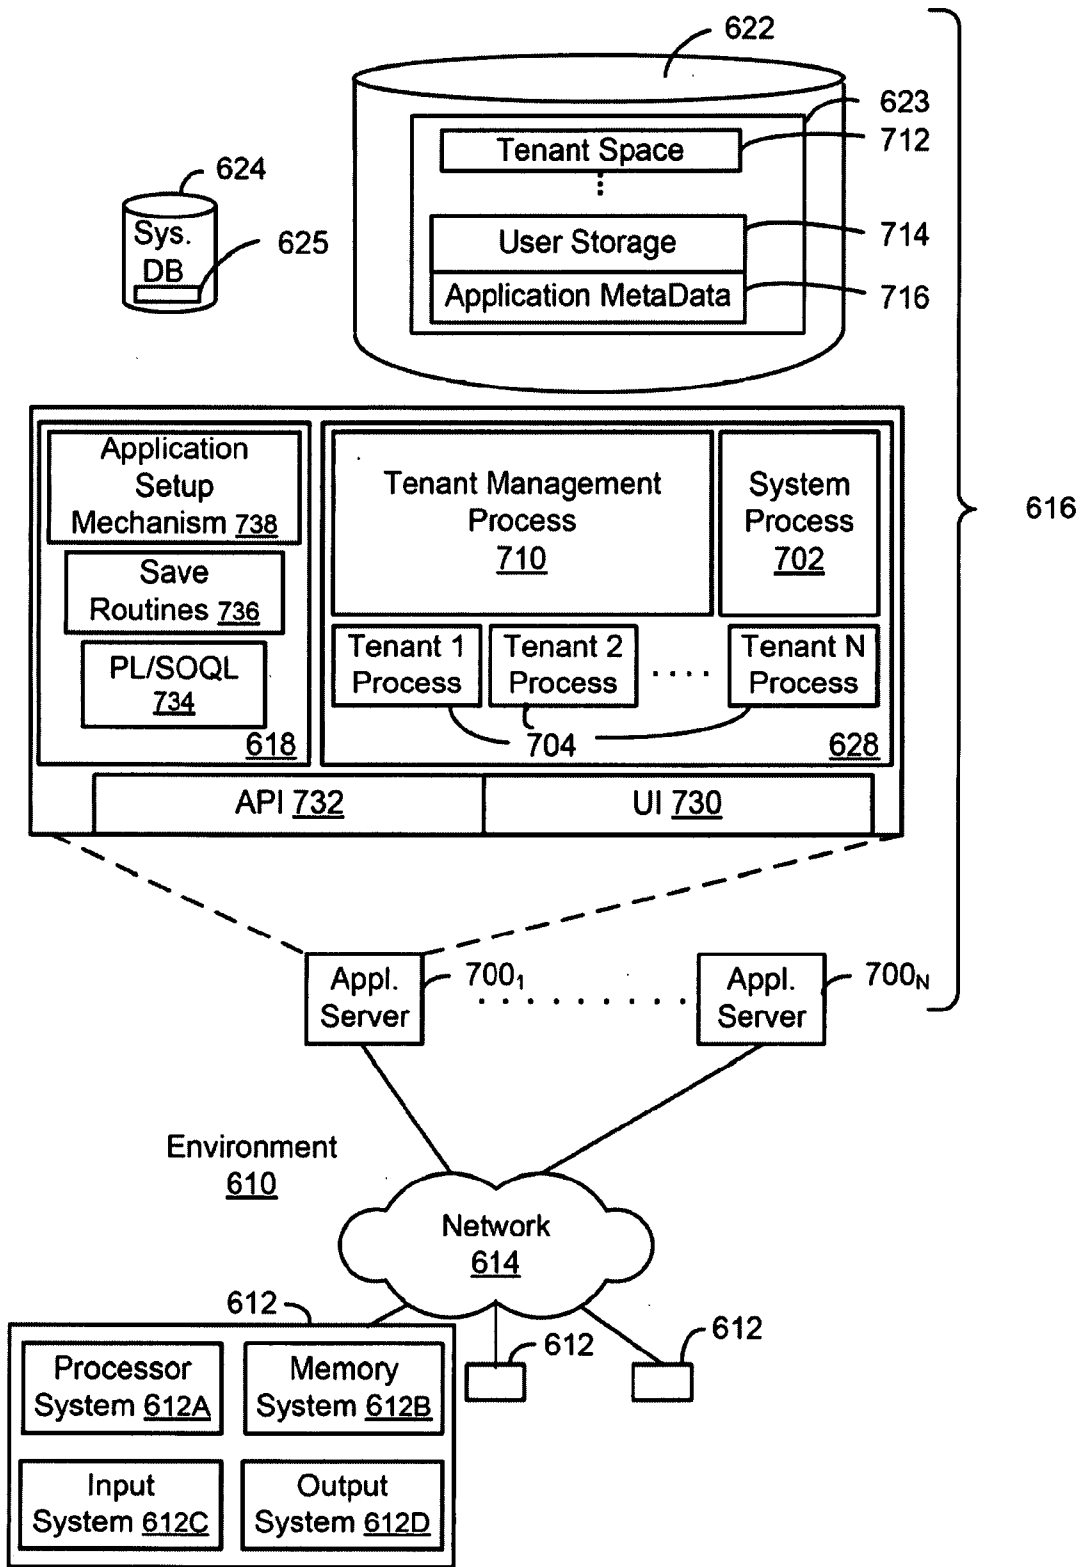 622
623
Tenant Space
712
624
Sys.
DB
625
User Storage
714
Application MetaData
716
616
Application
Setup
Mechanism 738
Save
Routines 736
PL/SOQL
734
618
Tenant Management
Process
710
System
Process
702
Tenant 1
Process
Tenant 2
Process
Tenant N
Process
704
628
API 732
UI 730
Appl.
Server
700₁
Appl.
Server
700N
Environment
610
Network
614
612
612
612
Processor
System 612A
Memory
System 612B
Input
System 612C
Output
System 612D